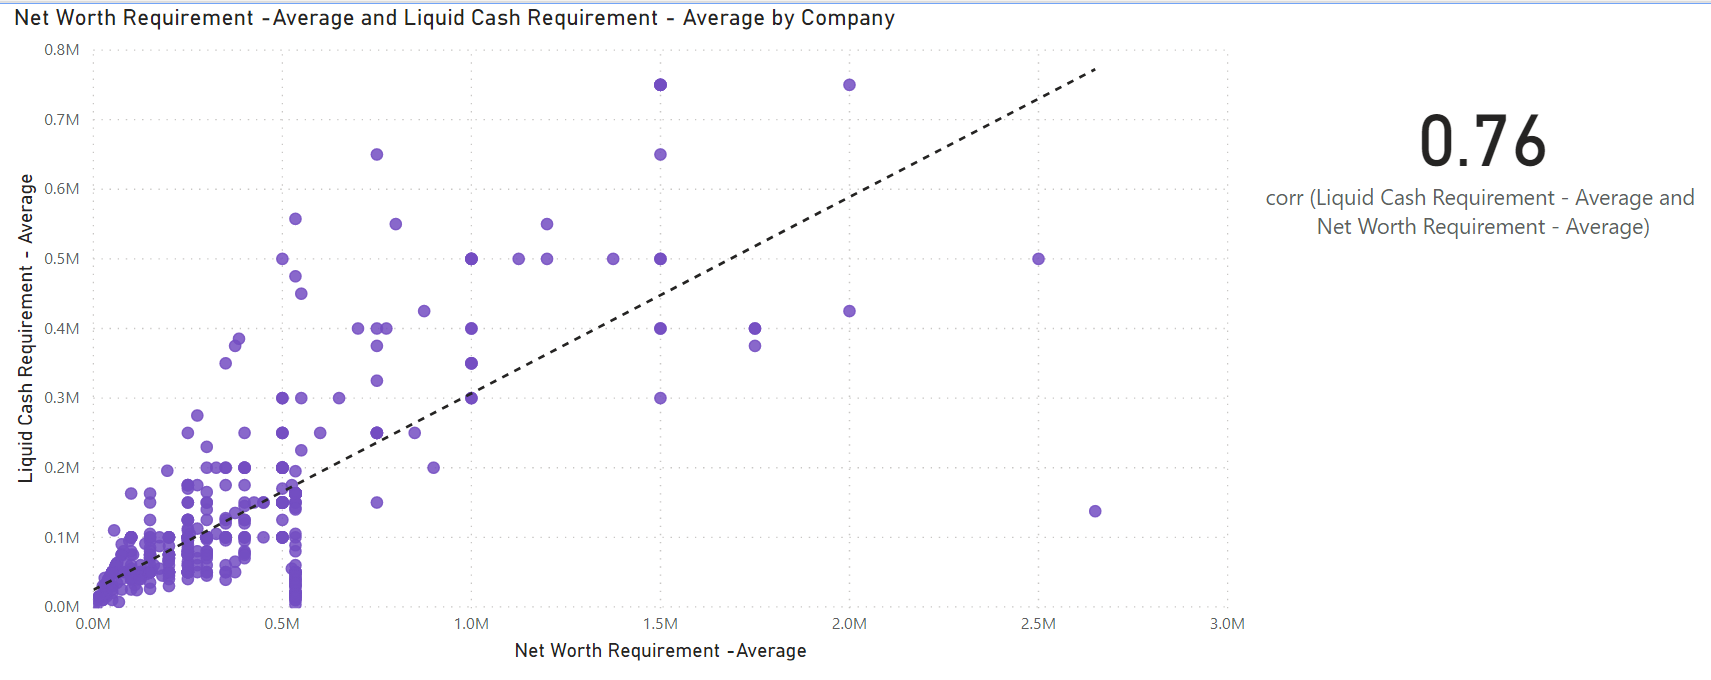 Net Worth Requirement -Average and Liquid Cash Requirement - Average by Company
0.8M
0.7M
0.6M
0.5M
0.4M
0.3M
0.2M
0.1M
0.0M
Liquid Cash Requirement - Average
0.0M
0.5M
1.0M
1.5M
2.0M
2.5M
3.0M
Net Worth Requirement -Average
0.76
corr (Liquid Cash Requirement - Average and
Net Worth Requirement - Average)